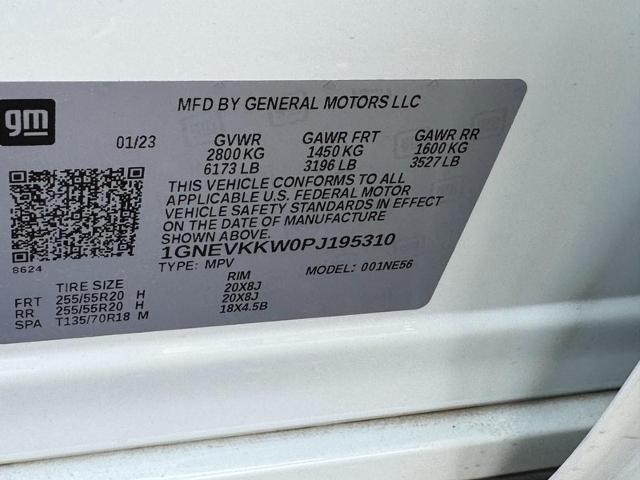 gm
MFD BY GENERAL MOTORS LLC
01/23 GVWR GAWR FRT GAWR RR
2800 KG 1450 KG 1600 KG
6173 LB 3196 LB 3527 LB
THIS VEHICLE CONFORMS TO ALL
APPLICABLE U.S. FEDERAL MOTOR
VEHICLE SAFETY STANDARDS IN EFFECT
ON THE DATE OF MANUFACTURE
SHOWN ABOVE.
8624
1GNEVKKW0PJ195310
TYPE: MPV MODEL: 001NE56
TIRE SIZE RIM
FRT 255/55R20 H 20X8J
RR 255/55R20 H 20X8J
SPA T135/70R18 M 18X4.5B